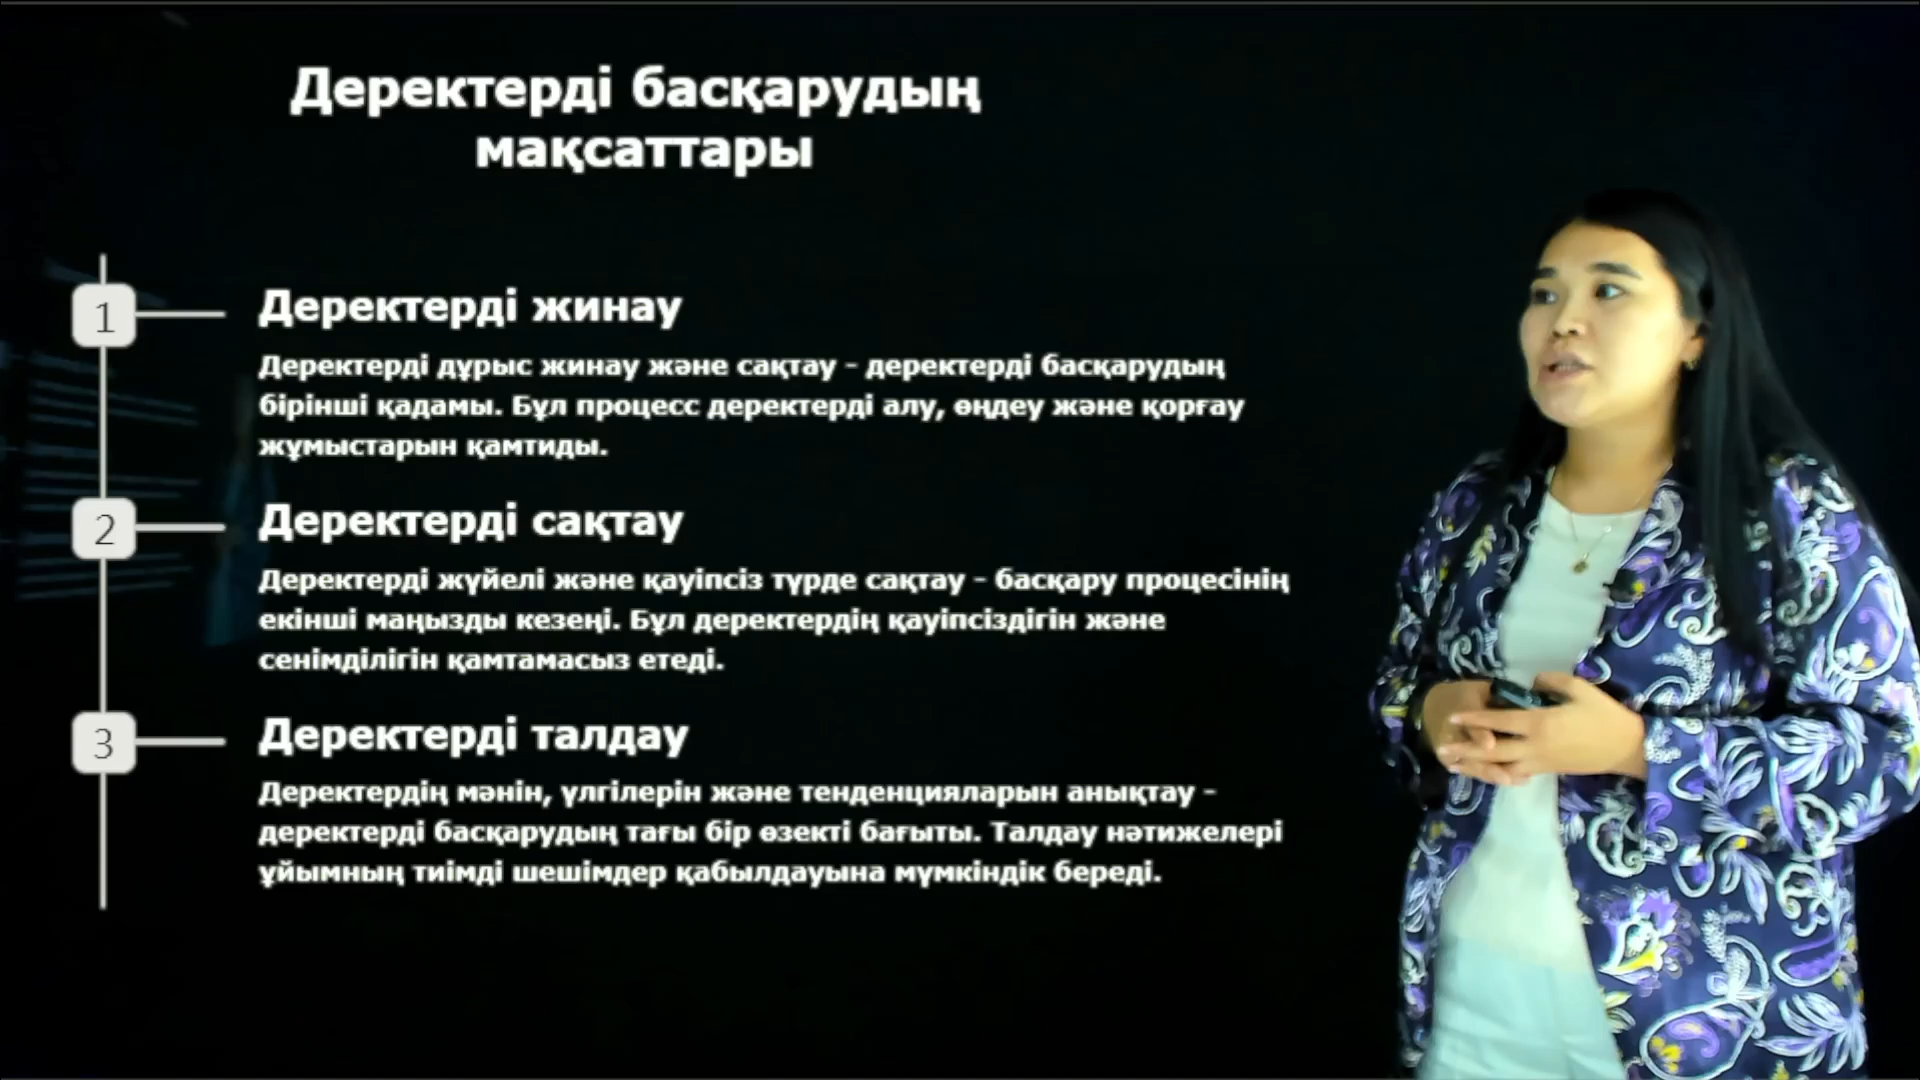 Деректерді басқарудың
мақсаттары
1
Деректерді жинау
Деректерді дұрыс жинау және сақтау - деректерді басқарудың
бірінші қадамы. Бұл процесс деректерді алу, өңдеу және қорғау
жұмыстарын қамтиды.
2
Деректерді сақтау
Деректерді жүйелі және қауіпсіз түрде сақтау - басқару процесінің
екінші маңызды кезеңі. Бұл деректердің қауіпсіздігін және
сенімділігін қамтамасыз етеді.
3
Деректерді талдау
Деректердің мәнін, үлгілерін және тенденцияларын анықтау -
деректерді басқарудың тағы бір өзекті бағыты. Талдау нәтижелері
ұйымның тиімді шешімдер қабылдауына мүмкіндік береді.